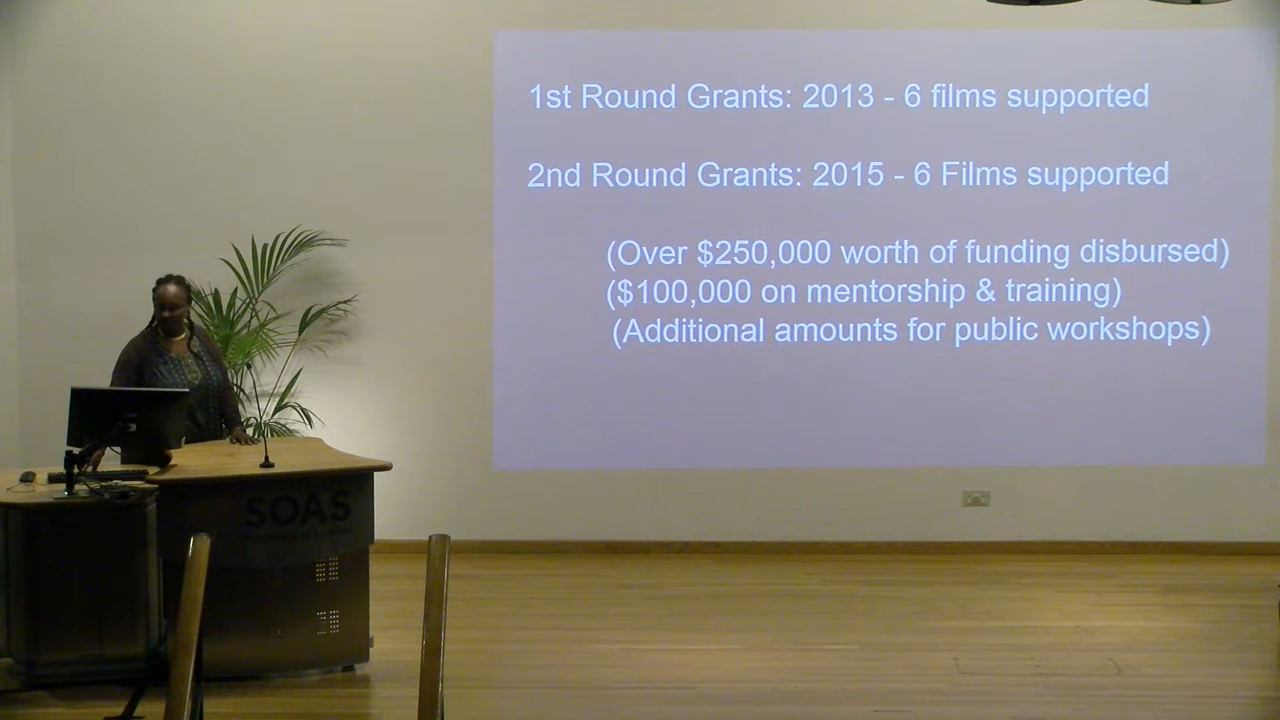 1st Round Grants: 2013 - 6 films supported
2nd Round Grants: 2015 - 6 Films supported
(Over $250,000 worth of funding disbursed)
($100,000 on mentorship & training)
(Additional amounts for public workshops)
SOAS